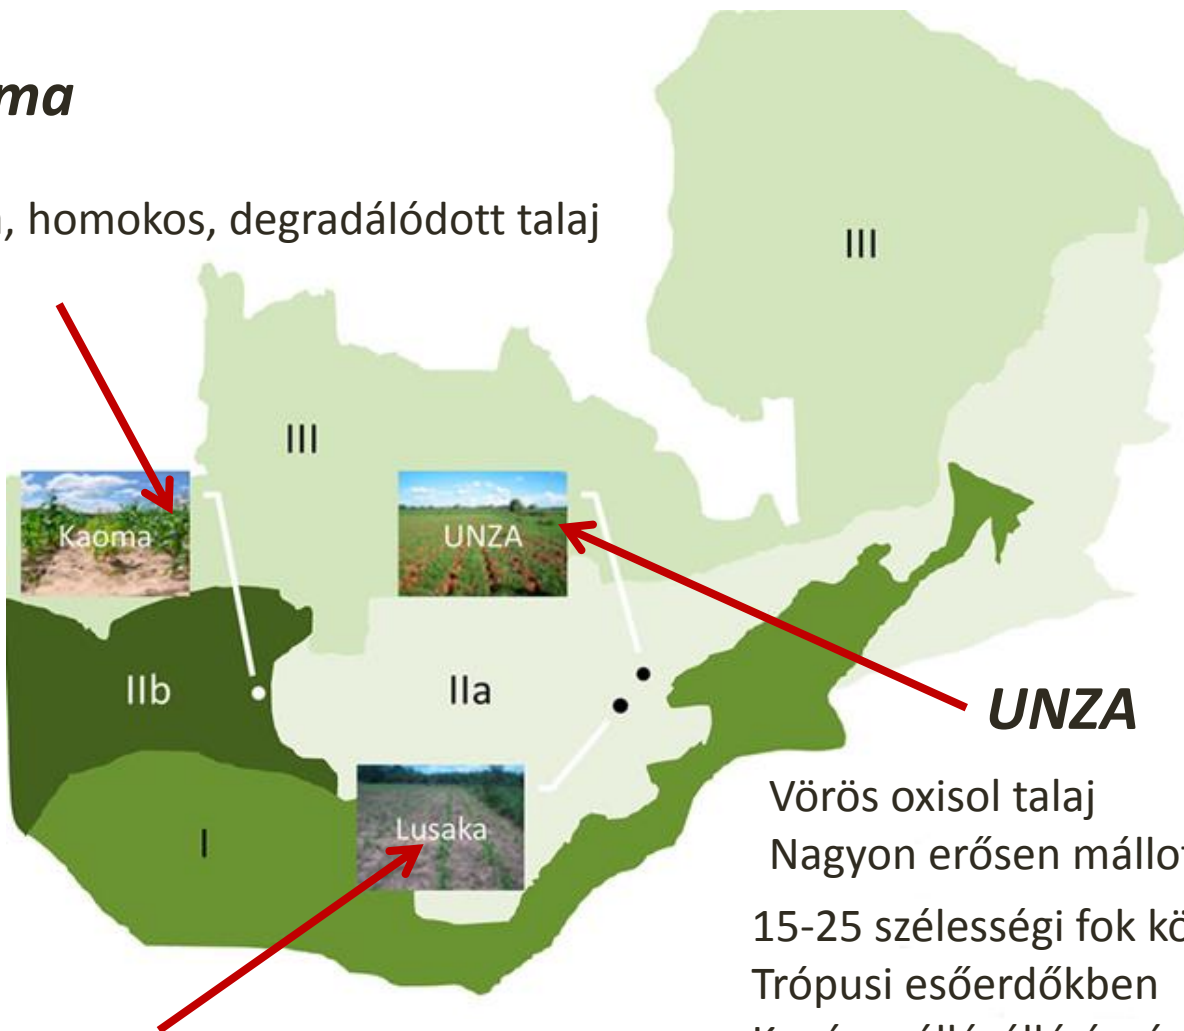 ma
, homokos, degradálódott talaj
III
III
Kaoma
UNZA
IIb
IIa
UNZA
I
Lusaka
Vörös oxisol talaj
Nagyon erősen mállot
15-25 szélességi fok kö
Trópusi esőerdőkben